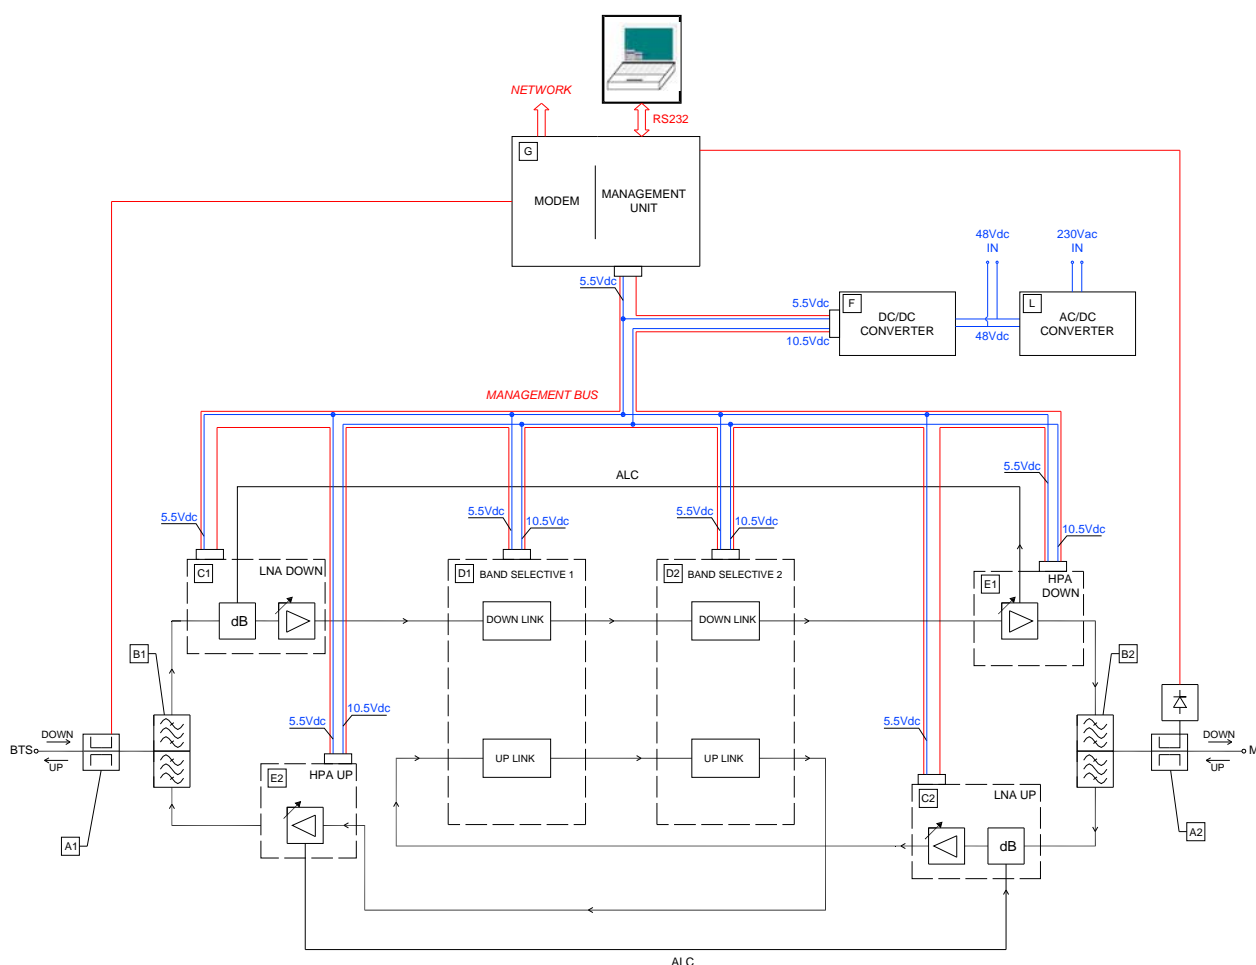 NETWORK
RS232
G
MODEM
MANAGEMENT
UNIT
48Vdc
IN
230Vac
IN
5.5Vdc
5.5Vdc
F
DC/DC
CONVERTER
L
AC/DC
CONVERTER
10.5Vdc
48Vdc
MANAGEMENT BUS
ALC
5.5Vdc
5.5Vdc
10.5Vdc
5.5Vdc
10.5Vdc
5.5Vdc
10.5Vdc
C1
LNA DOWN
D1
BAND SELECTIVE 1
D2
BAND SELECTIVE 2
E1
HPA
DOWN
dB
DOWN LINK
DOWN LINK
B1
B2
5.5Vdc
10.5Vdc
5.5Vdc
BTS
DOWN
UP
UP LINK
UP LINK
DOWN
UP
M
E2
HPA UP
C2
LNA UP
A1
dB
A2
ALC